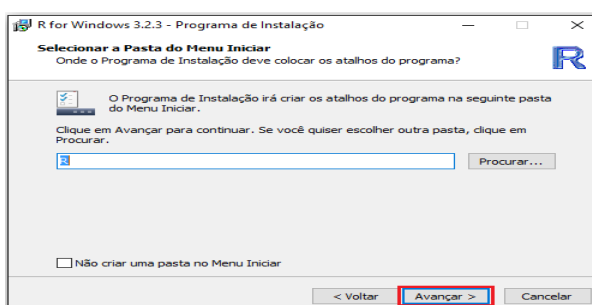 R for Windows 3.2.3 - Programa de Instalação
Selecionar a Pasta do Menu Iniciar
Onde o Programa de Instalação deve colocar os atalhos do programa?
R
O Programa de Instalação irá criar os atalhos do programa na seguinte pasta
do Menu Iniciar.
Clique em Avançar para continuar. Se você quiser escolher outra pasta, clique em
Procurar.
R
Procurar...
Não criar uma pasta no Menu Iniciar
< Voltar
Avançar >
Cancelar